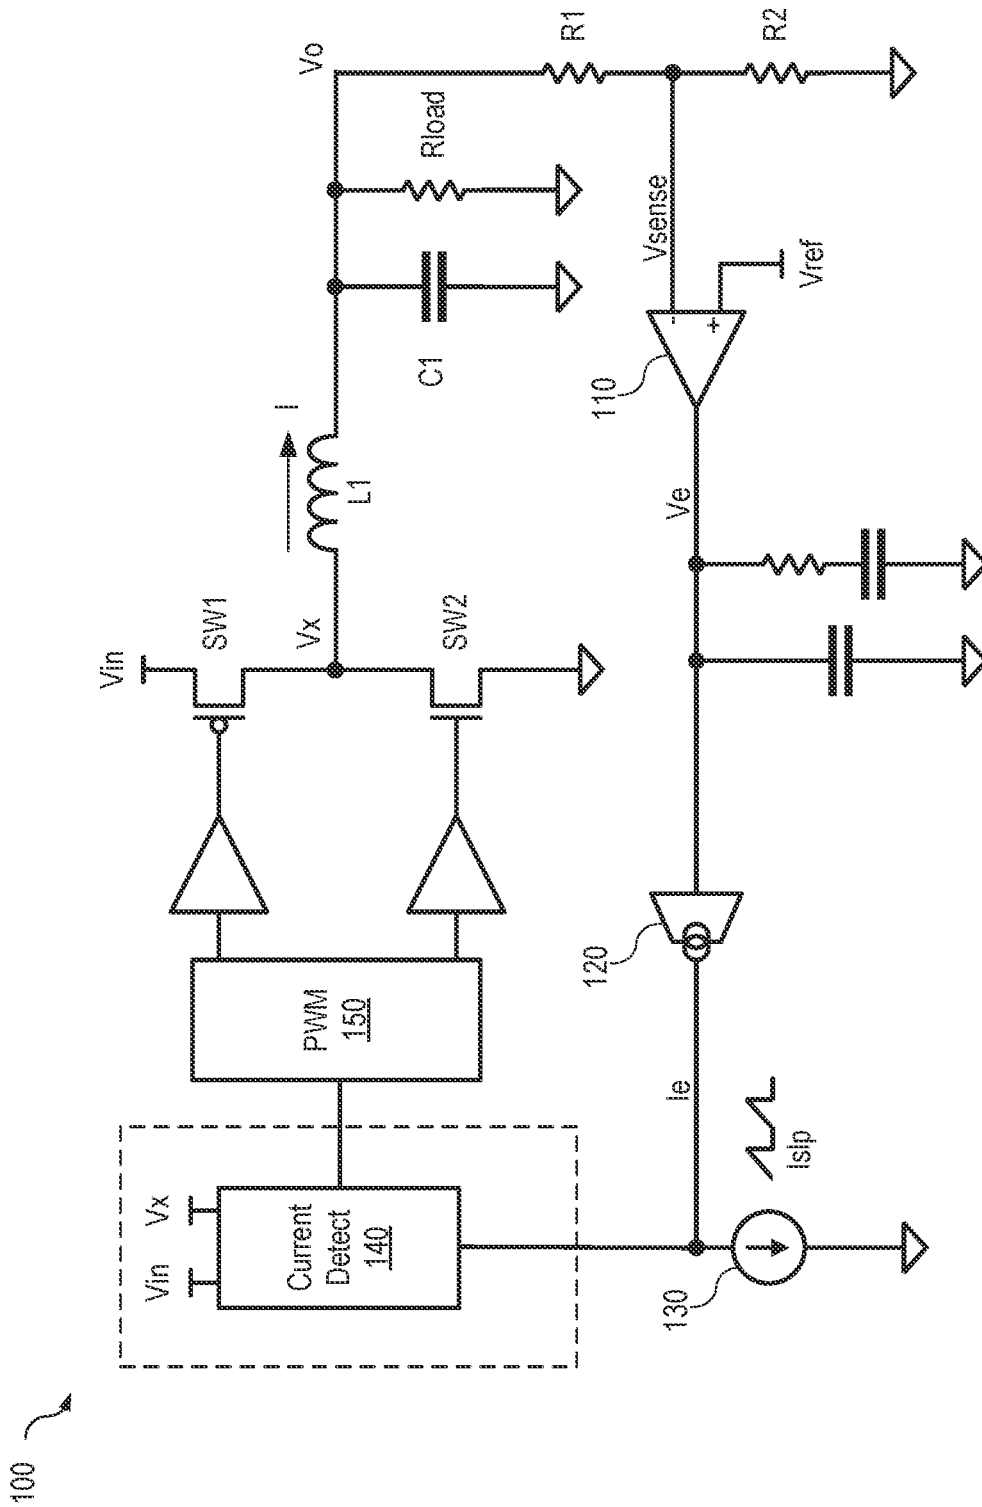 100
Vin
Vx
Current
Detect
140
PWM
150
Vin
SW1
Vx
SW2
I
L1
C1
Rload
Vo
R1
R2
Vsense
-
+
Vref
110
Ve
120
Ie
Islp
130